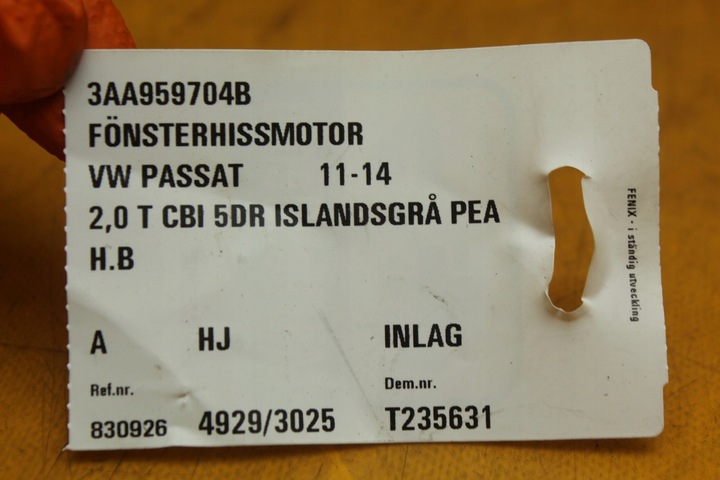 3AA959704B
FÖNSTERHISSMOTOR
VW PASSAT 11-14
2,0 T CBI 5DR ISLANDSGRÅ PEA
H.B
A HJ INLAG
Ref.nr. Dem.nr.
830926 4929/3025 T235631
FENIX - i ständig utveckling